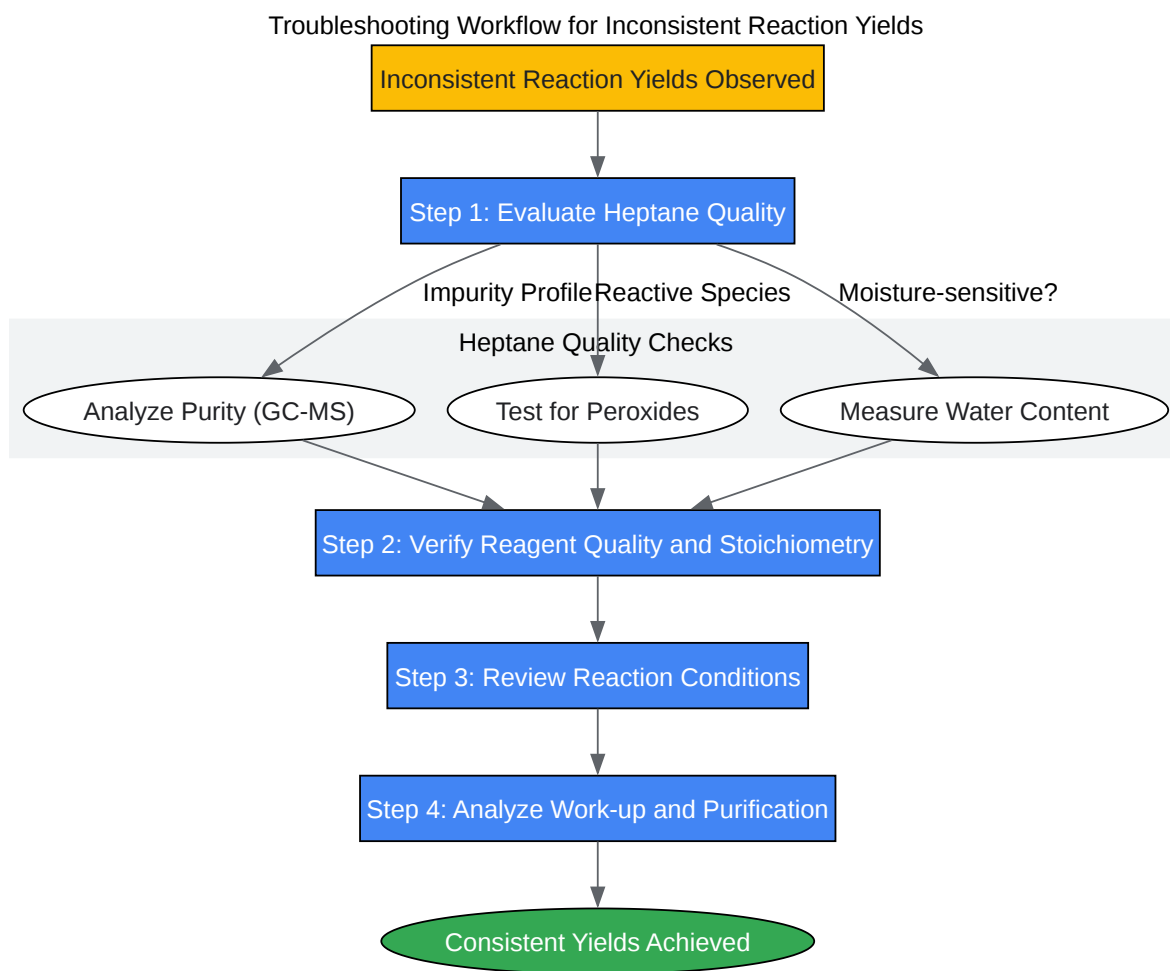 Troubleshooting Workflow for Inconsistent Reaction Yields
Inconsistent Reaction Yields Observed
Step 1: Evaluate Heptane Quality
Impurity Profile
Reactive Species
Moisture-sensitive?
Heptane Quality Checks
Analyze Purity (GC-MS)
Test for Peroxides
Measure Water Content
Step 2: Verify Reagent Quality and Stoichiometry
Step 3: Review Reaction Conditions
Step 4: Analyze Work-up and Purification
Consistent Yields Achieved